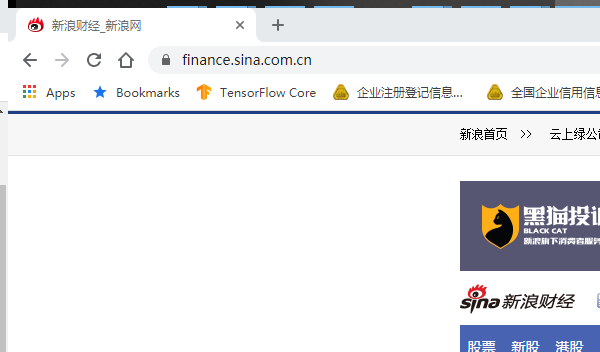 新浪财经_新浪网
finance.sina.com.cn
Apps Bookmarks TensorFlow Core 企业注册登记信息... 全国企业信用信息
新浪首页 >> 云上绿公
黑猫投诉
BLACK CAT
新浪旗下消费者服
sina 新浪财经
股票 新股 港股